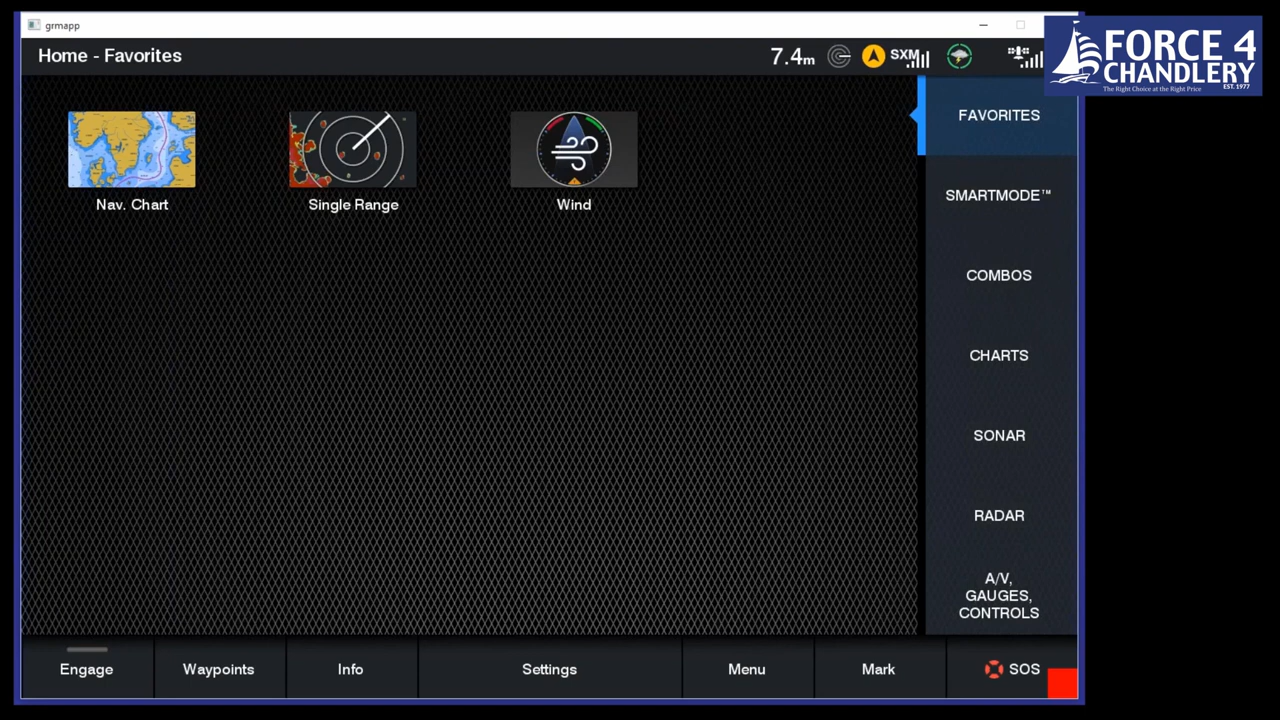 grmapp
Home - Favorites
7.4m
SXM
FORCE 4
CHANDLERY
The Right Choice at the Right Price
EST. 1977
FAVORITES
Nav. Chart
Single Range
Wind
SMARTMODE™
COMBOS
CHARTS
SONAR
RADAR
A/V,
GAUGES,
CONTROLS
Engage
Waypoints
Info
Settings
Menu
Mark
SOS